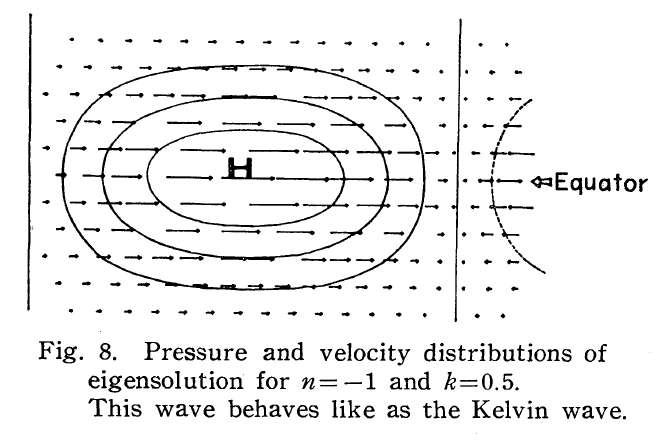 H
⇐Equator
Fig. 8. Pressure and velocity distributions of
eigensolution for n=−1 and k=0.5.
This wave behaves like as the Kelvin wave.